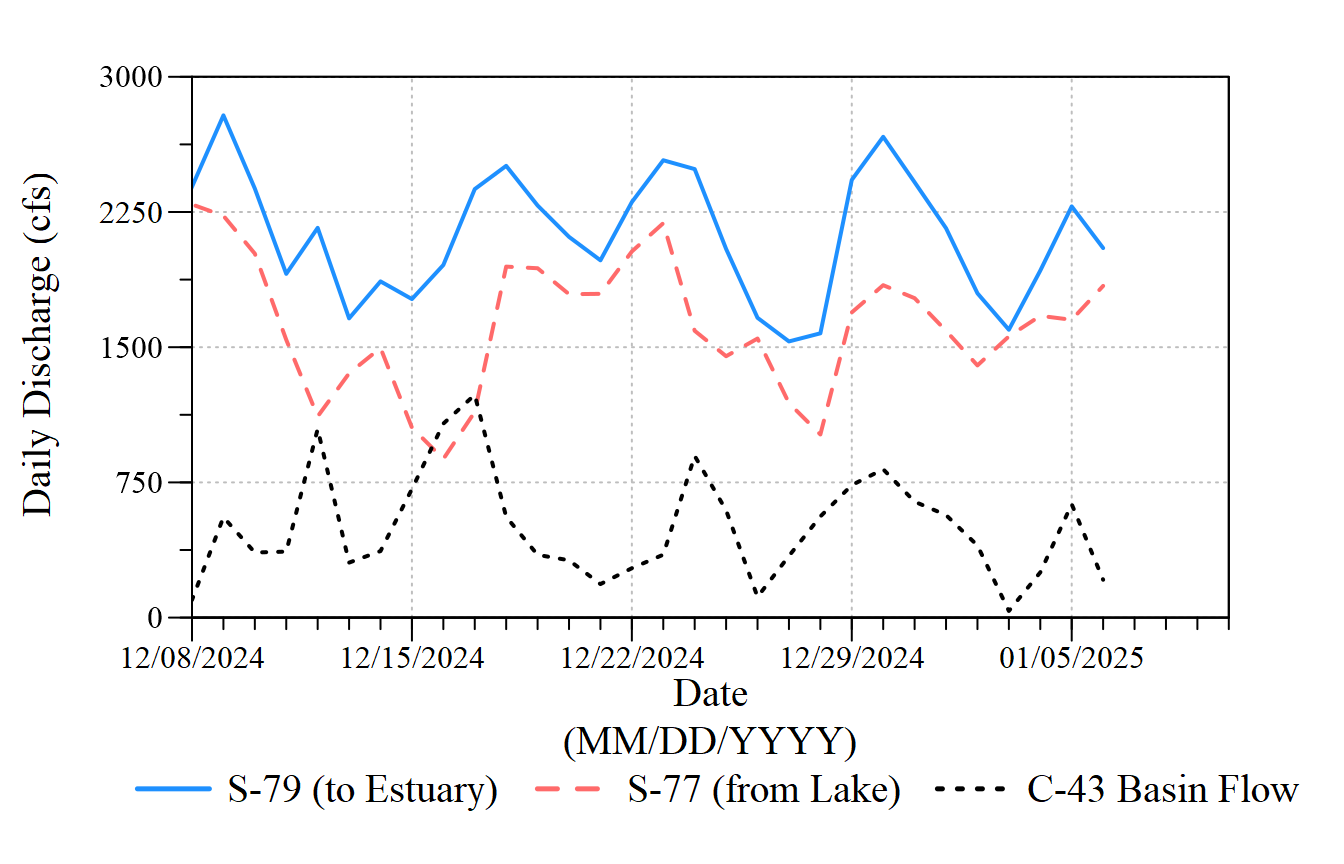 3000
2250
1500
750
0
Daily Discharge (cfs)
12/08/2024 12/15/2024 12/22/2024 12/29/2024 01/05/2025
Date
(MM/DD/YYYY)
S-79 (to Estuary) S-77 (from Lake) C-43 Basin Flow